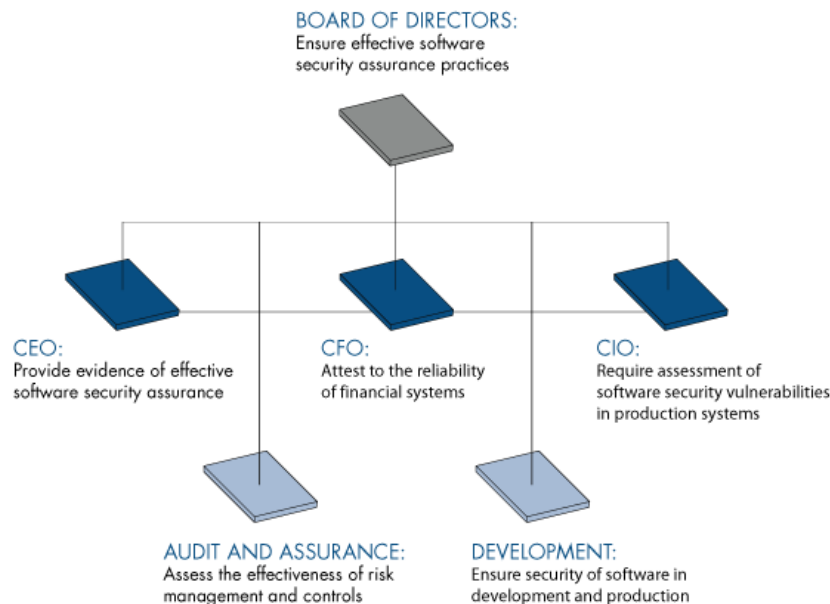 BOARD OF DIRECTORS:
Ensure effective software
security assurance practices
CEO:
Provide evidence of effective
software security assurance
CFO:
Attest to the reliability
of financial systems
CIO:
Require assessment of
software security vulnerabilities
in production systems
AUDIT AND ASSURANCE:
Assess the effectiveness of risk
management and controls
DEVELOPMENT:
Ensure security of software in
development and production